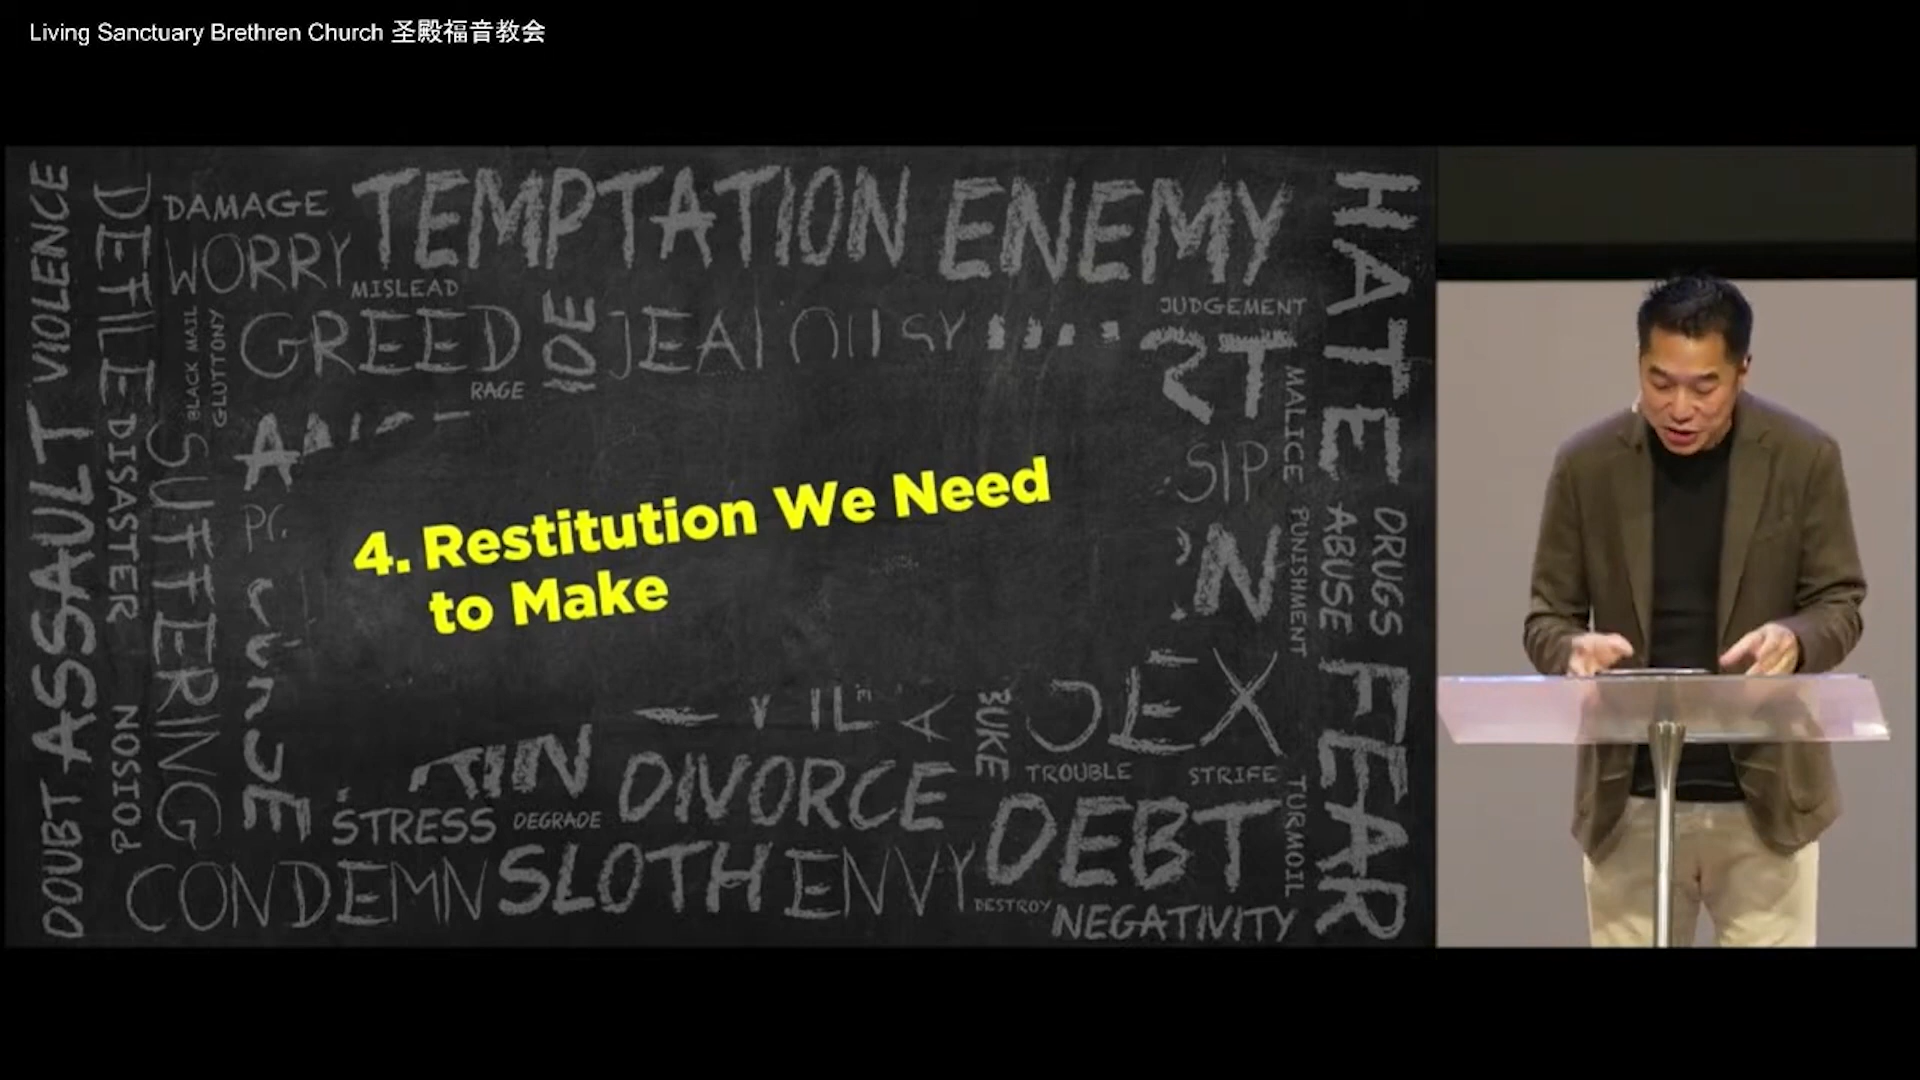 Living Sanctuary Brethren Church 圣殿福音教会
VIOLENCE
DEFILE
DAMAGE
TEMPTATION
ENEMY
HATE
WORRY
MISLEAD
JUDGEMENT
BLACK MAIL
GLUTTONY
GREED
RAGE
MALICE
ASSAULT
DISASTER
SUFFERING
SIP
4. Restitution We Need
to Make
PUNISHMENT
ABUSE
DRUGS
FEAR
SEX
TROUBLE
STRIFE
DOUBT
POISON
STRESS
DEGRADE
DIVORCE
DEBT
TURMOIL
CONDEMN
SLOTH
ENVY
DESTROY
NEGATIVITY